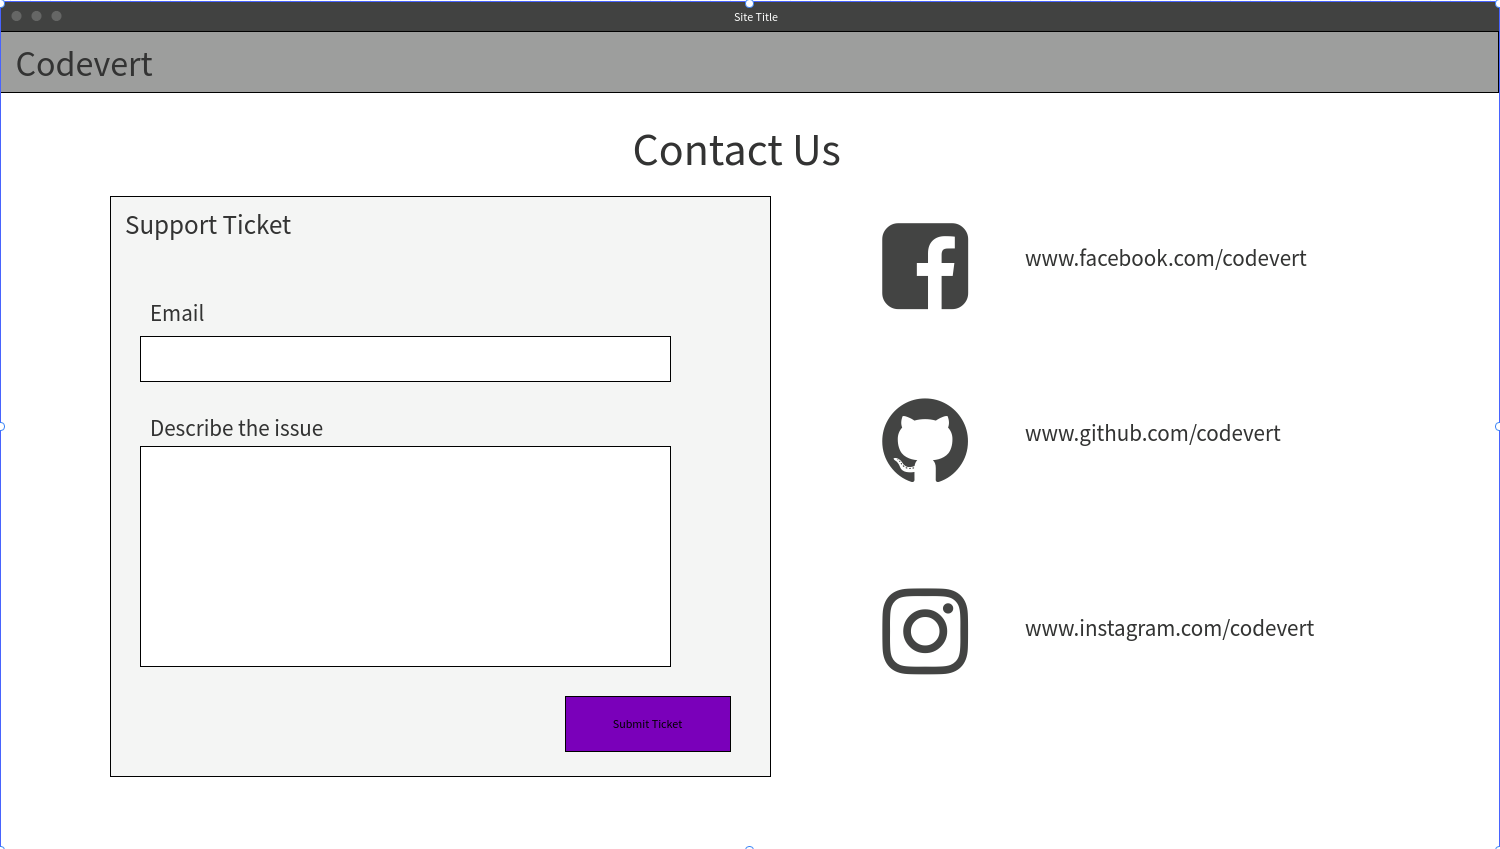 Site Title
Codevert
Contact Us
Support Ticket
Email
Describe the issue
Submit Ticket
www.facebook.com/codevert
www.github.com/codevert
www.instagram.com/codevert